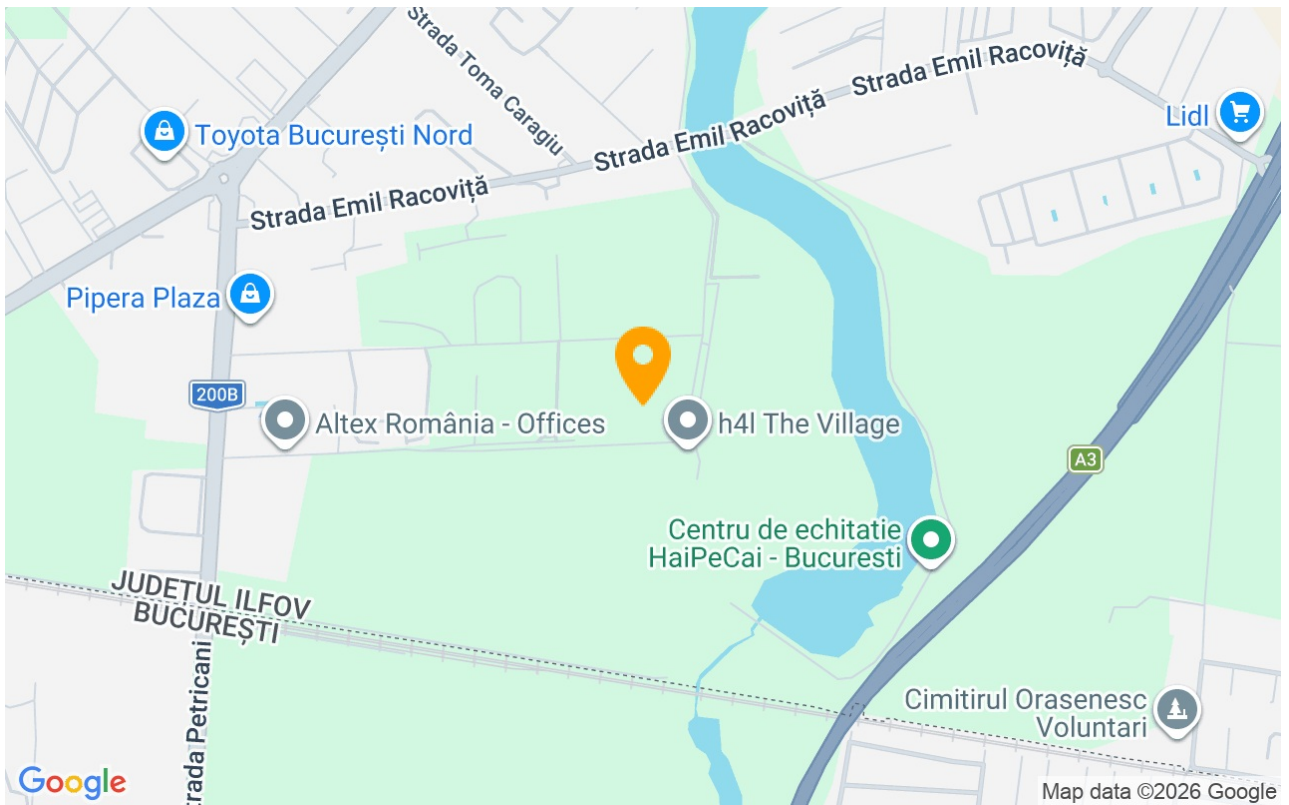 Strada Toma Caragiu
Strada Emil Racoviță
Lidl
Toyota București Nord
Strada Emil Racoviță
Strada Emil Racoviță
Pipera Plaza
200B
Altex România - Offices
h4l The Village
A3
Centru de echitatie
HaiPeCai - Bucuresti
JUDEȚUL ILFOV
BUCUREȘTI
trada Petricani
Cimitirul Orasenesc
Voluntari
Google
Map data ©2026 Google